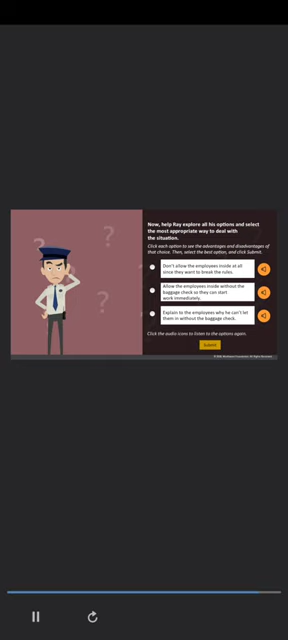 Now, help Ray explore all his options and select
the most appropriate way to deal with
the situation.
Click each option to see the advantages and disadvantages of
that choice. Then, select the best option, and click Submit.
Don't allow the employees inside at all
since they want to break the rules.
Allow the employees inside without the
baggage check so they can start
work immediately.
Explain to the employees why he can't let
them in without the baggage check.
Click the audio icons to listen to the options again.
Submit